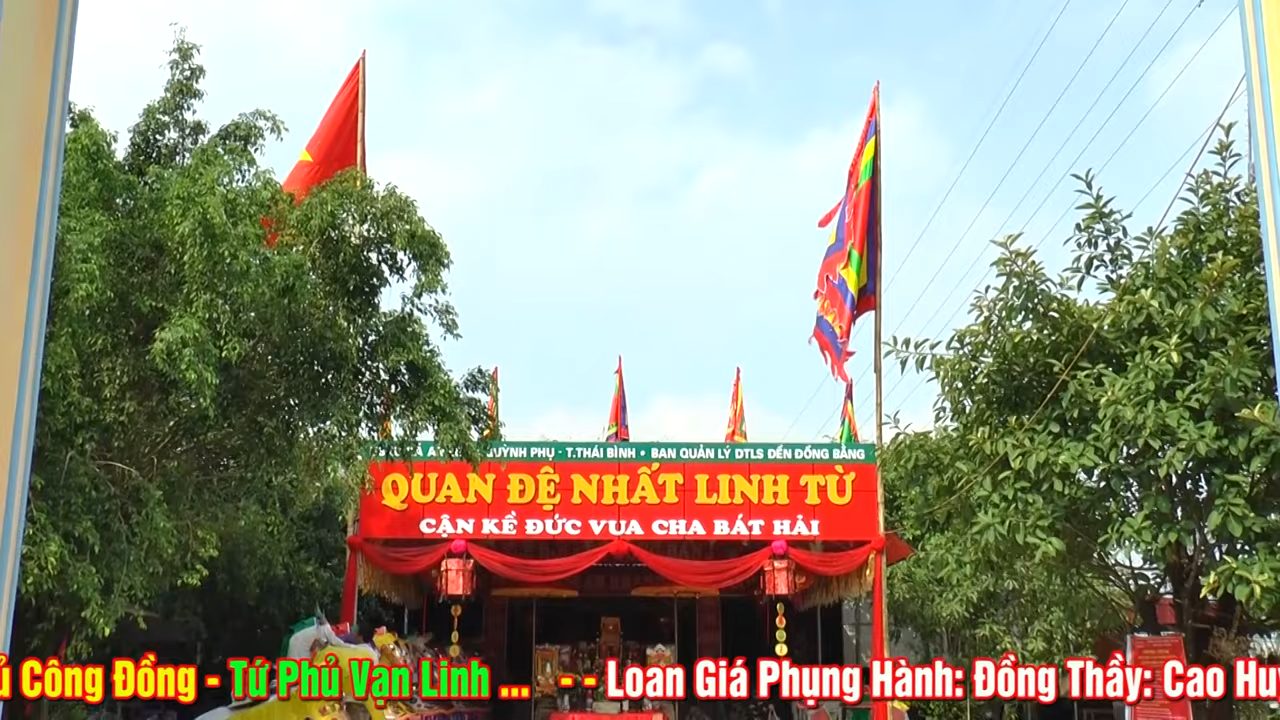 QUỲNH PHỤ - T.THÁI BÌNH • BAN QUẢN LÝ DTLS ĐỀN ĐỒNG BẰNG
QUAN ĐỆ NHẤT LINH TỪ
CẬN KỀ ĐỨC VUA CHA BÁT HẢI
Công Đồng - Tứ Phủ Vạn Linh ... - - Loan Giá Phụng Hành: Đồng Thầy: Cao